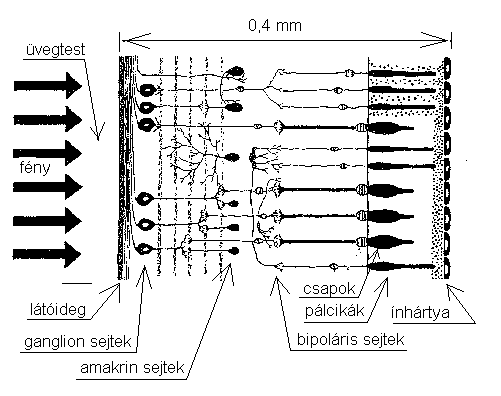 0,4 mm
üvegtest
fény
csapok
látóideg
pálcikák
ínhártya
ganglion sejtek
bipoláris sejtek
amakrin sejtek